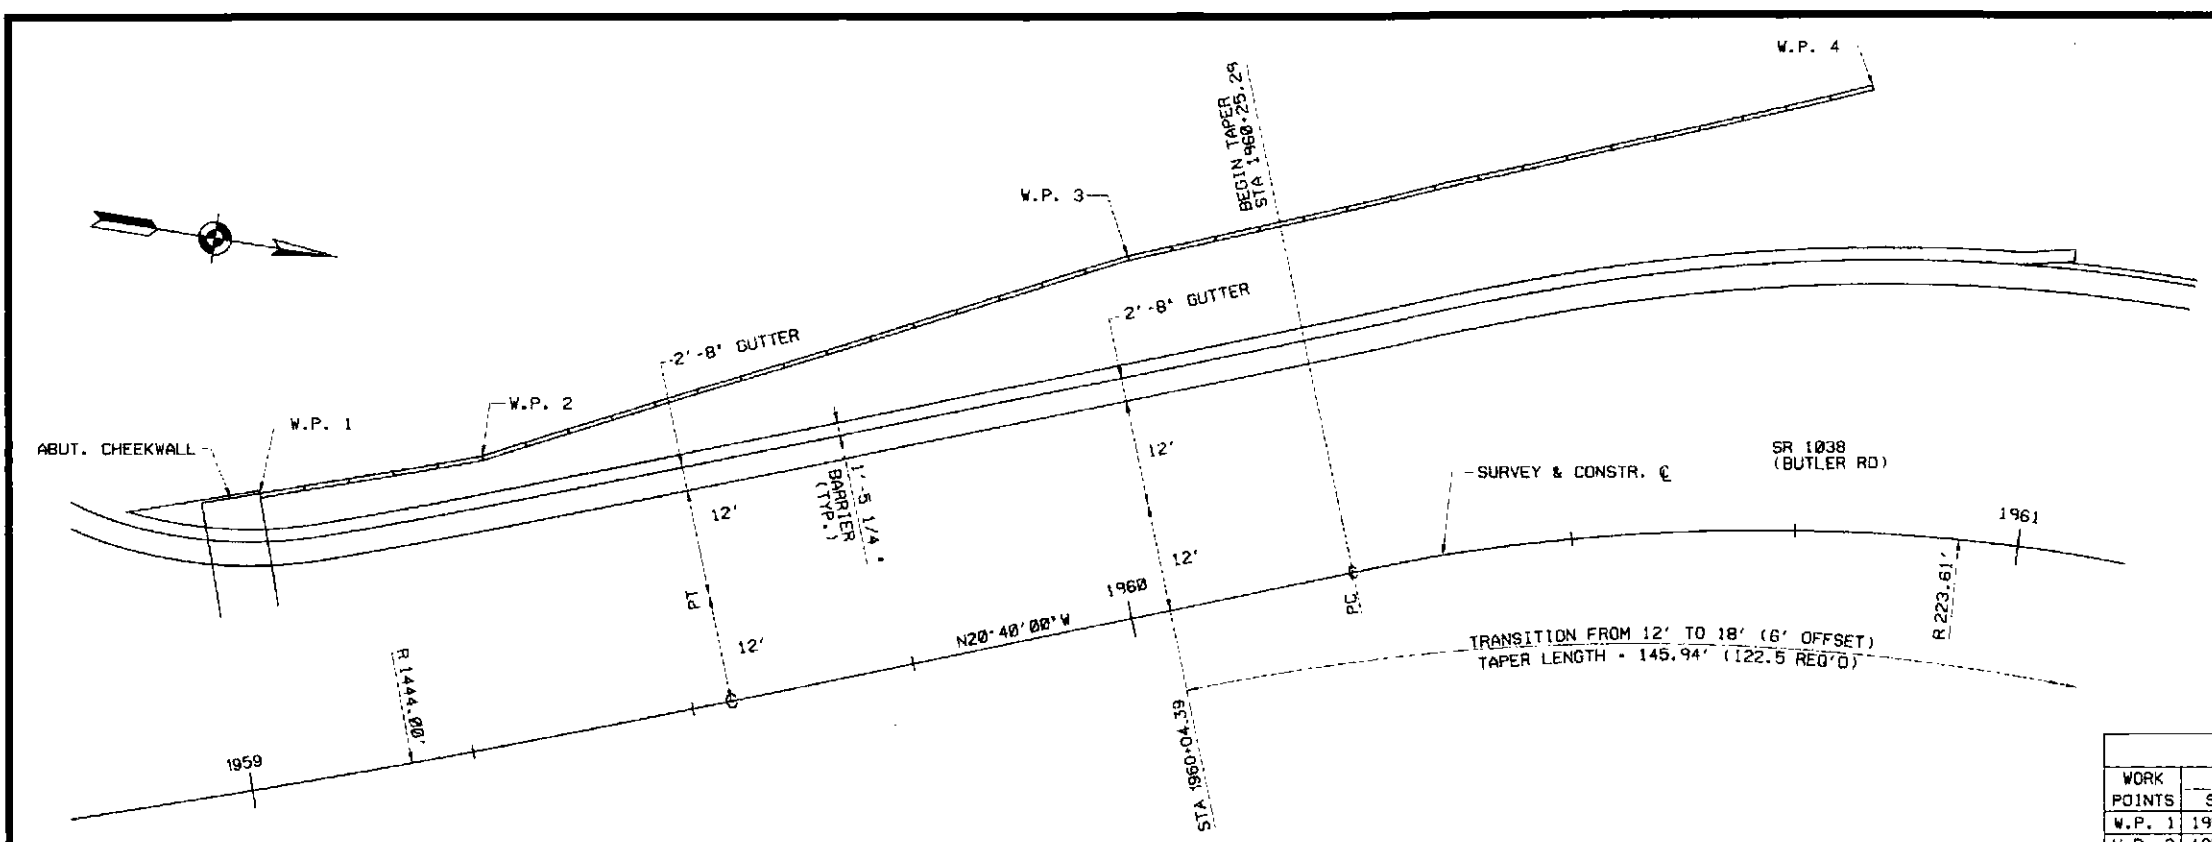 W.P. 4
BEGIN TAPER
STA 1960+25.29
W.P. 3
2'-8" GUTTER
2'-8" GUTTER
W.P. 2
W.P. 1
ABUT. CHEEKWALL
12'
12'
1'-5 1/4"
BARRIER
(TYP.)
SURVEY & CONSTR. ℄
SR 1038
(BUTLER RD)
1961
12'
1960
PT
PC
R 223.61'
12'
N20°40'00"W
TRANSITION FROM 12' TO 18' (6' OFFSET)
TAPER LENGTH = 145.94' (122.5 REQ'D)
R 1444.00'
STA 1960+04.39
1959
WORK
POINTS
W.P. 1